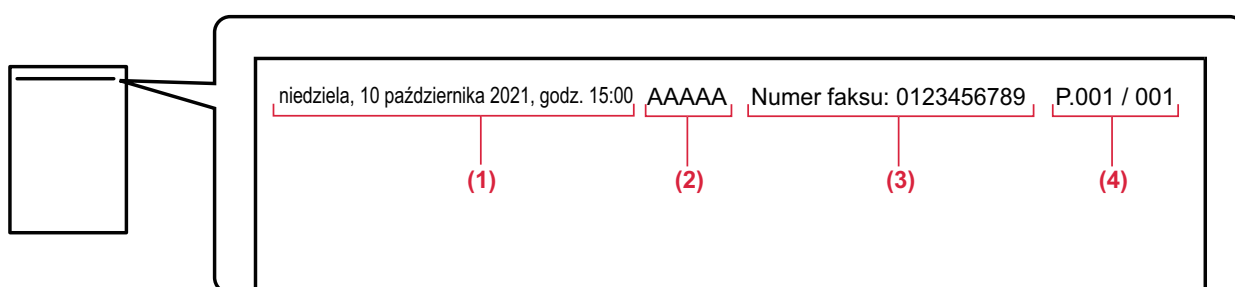 niedziela, 10 października 2021, godz. 15:00 AAAAA Numer faksu: 0123456789 P.001 / 001
(1) (2) (3) (4)